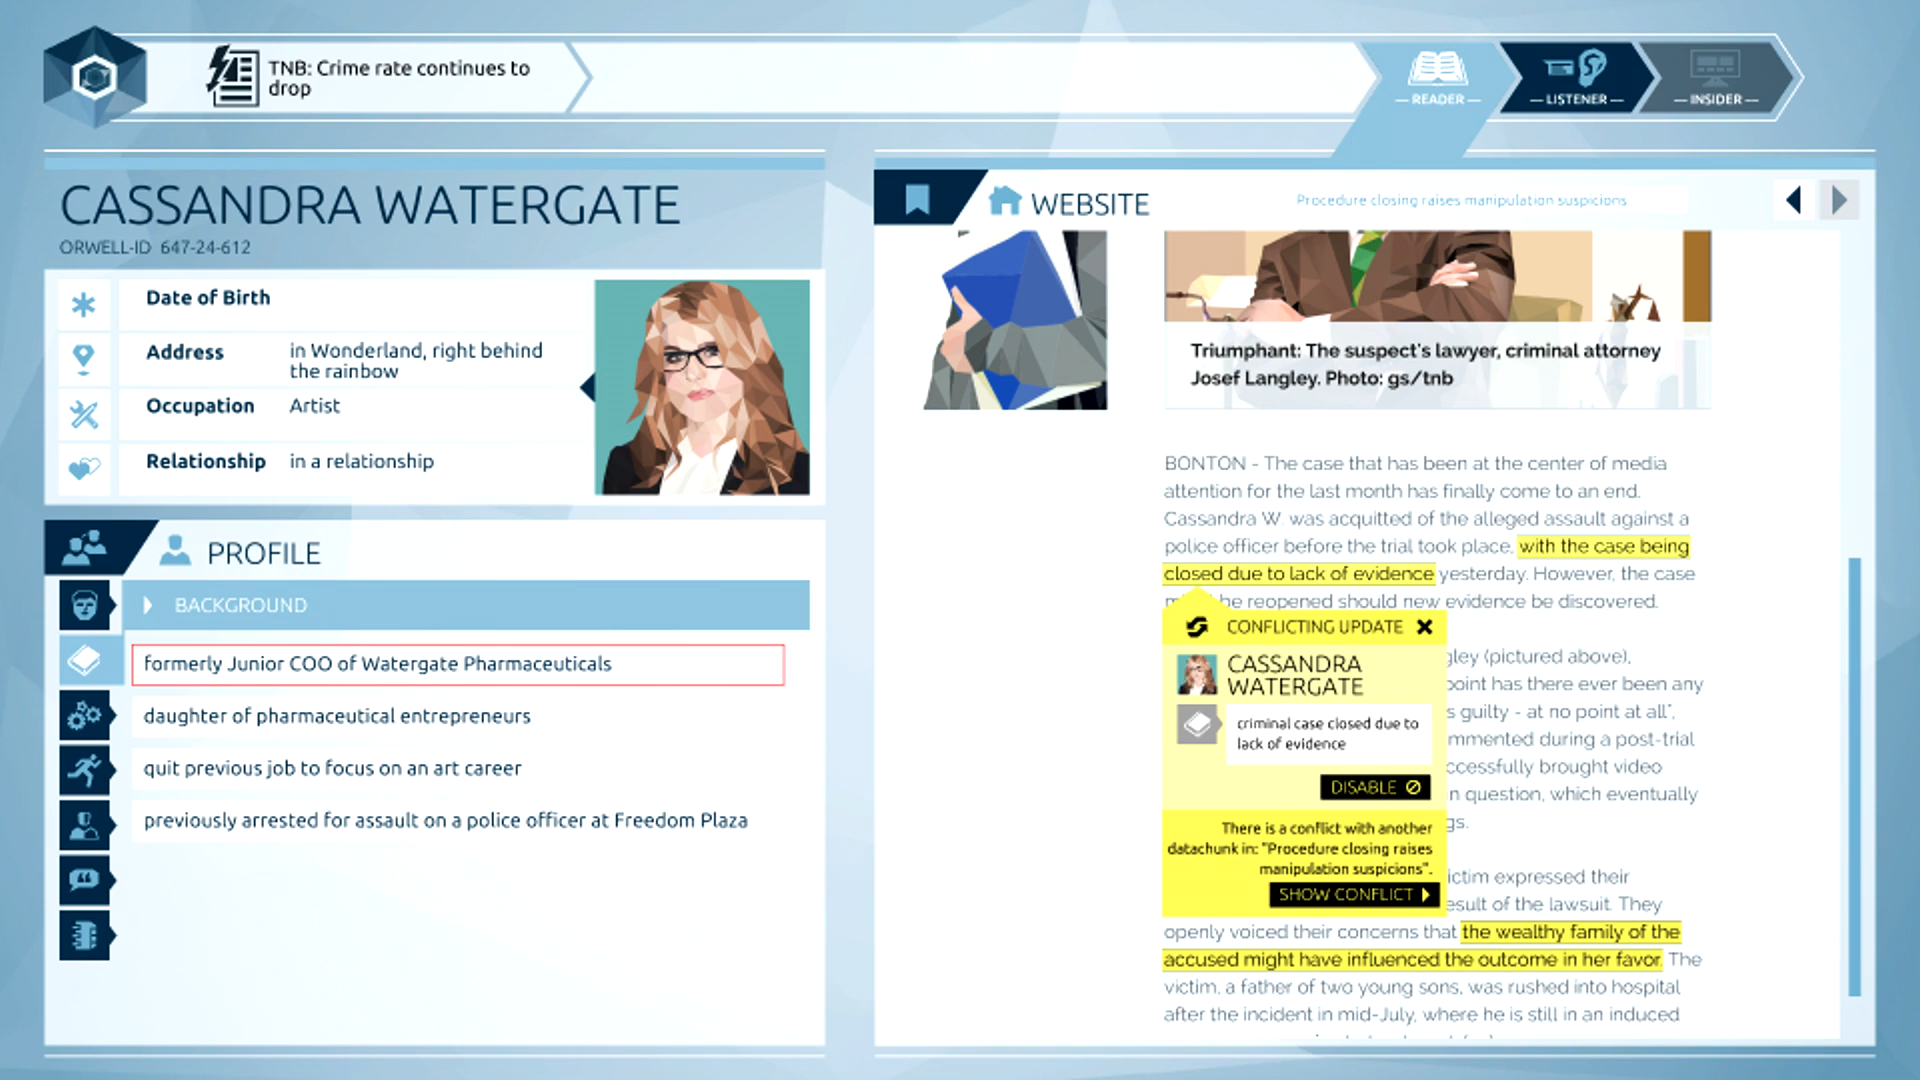 TNB: Crime rate continues to
drop
— READER —
— LISTENER —
— INSIDER —
CASSANDRA WATERGATE
ORWELL-ID 647-24-612
Date of Birth
Address in Wonderland, right behind
the rainbow
Occupation Artist
Relationship in a relationship
PROFILE
BACKGROUND
formerly Junior COO of Watergate Pharmaceuticals
daughter of pharmaceutical entrepreneurs
quit previous job to focus on an art career
previously arrested for assault on a police officer at Freedom Plaza
WEBSITE
Procedure closing raises manipulation suspicions
Triumphant: The suspect's lawyer, criminal attorney
Josef Langley. Photo: gs/tnb
BONTON - The case that has been at the center of media
attention for the last month has finally come to an end.
Cassandra W. was acquitted of the alleged assault against a
police officer before the trial took place, with the case being
closed due to lack of evidence yesterday. However, the case
be reopened should new evidence be discovered.
CONFLICTING UPDATE
CASSANDRA
WATERGATE
criminal case closed due to
lack of evidence
DISABLE
There is a conflict with another
datachunk in: "Procedure closing raises
manipulation suspicions".
SHOW CONFLICT
gley (pictured above),
point has there ever been any
s guilty - at no point at all",
mmented during a post-trial
ccessfully brought video
n question, which eventually
gs.
ictim expressed their
esult of the lawsuit. They
openly voiced their concerns that the wealthy family of the
accused might have influenced the outcome in her favor. The
victim, a father of two young sons, was rushed into hospital
after the incident in mid-July, where he is still in an induced